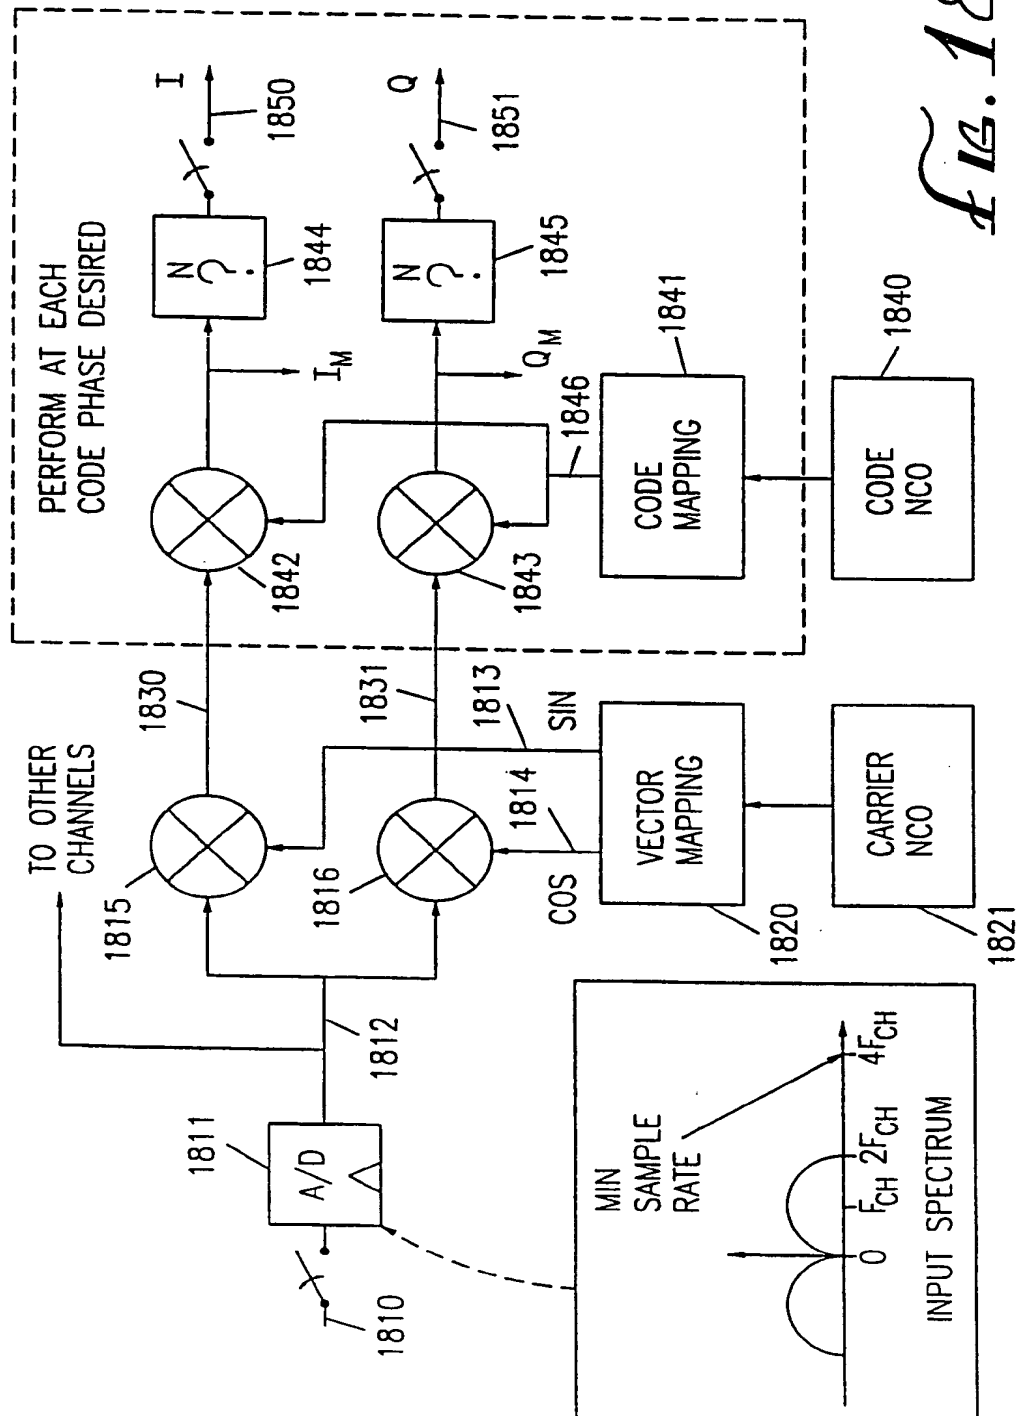 PERFORM AT EACH
CODE PHASE DESIRED
TO OTHER
CHANNELS
1815
1830
1842
N
?
.
1844
I
1850
I_M
1810
1811
A/D
1812
1816
1831
1843
N
?
.
1845
Q
1851
Q_M
1846
COS
1814
SIN
1813
VECTOR
MAPPING
1820
CODE
MAPPING
1841
CARRIER
NCO
1821
CODE
NCO
1840
MIN
SAMPLE
RATE
0
F_CH
2F_CH
4F_CH
INPUT SPECTRUM
FIG. 18